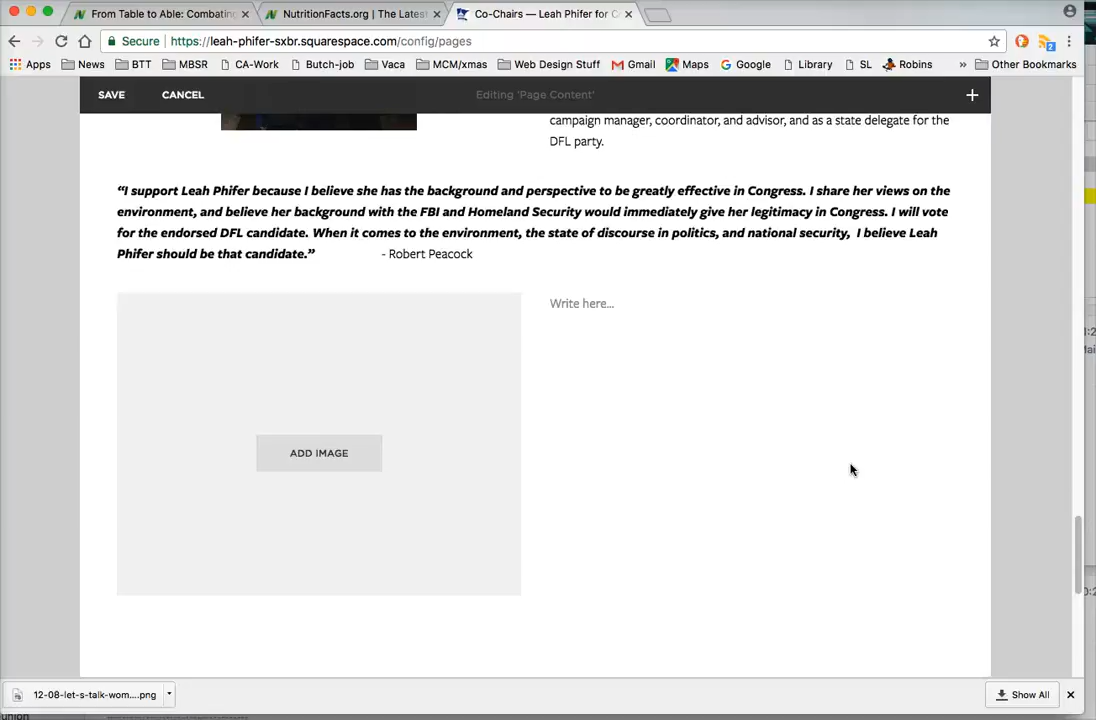 From Table to Able: Combating
NutritionFacts.org | The Latest
Co-Chairs — Leah Phifer for C
Secure https://leah-phifer-sxbr.squarespace.com/config/pages
2
Apps News BTT MBSR CA-Work Butch-job Vaca MCM/xmas Web Design Stuff Gmail Maps Google Library SL Robins » Other Bookmarks
SAVE CANCEL Editing 'Page Content' +
campaign manager, coordinator, and advisor, and as a state delegate for the
DFL party.
“I support Leah Phifer because I believe she has the background and perspective to be greatly effective in Congress. I share her views on the
environment, and believe her background with the FBI and Homeland Security would immediately give her legitimacy in Congress. I will vote
for the endorsed DFL candidate. When it comes to the environment, the state of discourse in politics, and national security, I believe Leah
Phifer should be that candidate.” - Robert Peacock
Write here...
ADD IMAGE
12-08-let-s-talk-wom....png
Show All